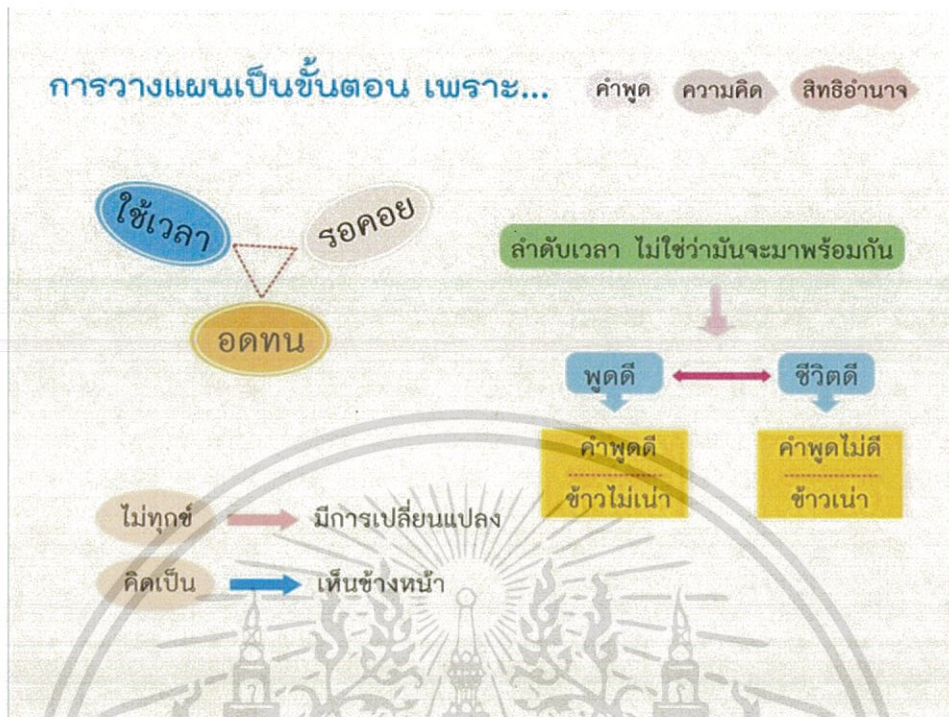 การวางแผนเป็นขั้นตอน เพราะ...
คำพูด
ความคิด
สิทธิอำนาจ
ใช้เวลา
รอคอย
อดทน
ลำดับเวลา ไม่ใช่ว่ามันจะมาพร้อมกัน
พูดดี
ชีวิตดี
คำพูดดี
ข้าวไม่เน่า
คำพูดไม่ดี
ข้าวเน่า
ไม่ทุกข์
มีการเปลี่ยนแปลง
คิดเป็น
เห็นข้างหน้า